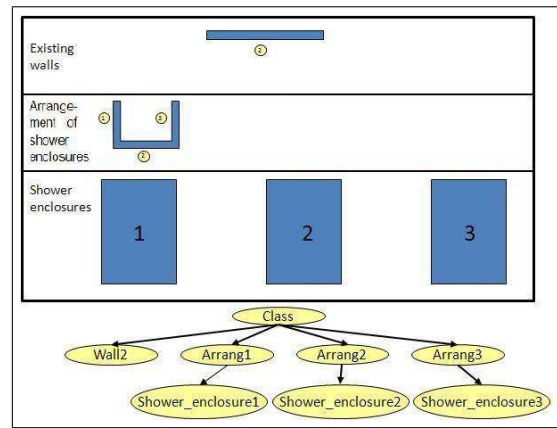 Existing
walls
2
Arrange-
ment of
shower
enclosures
1
3
2
Shower
enclosures
1
2
3
Class
Wall2
Arrang1
Arrang2
Arrang3
Shower_enclosure1
Shower_enclosure2
Shower_enclosure3